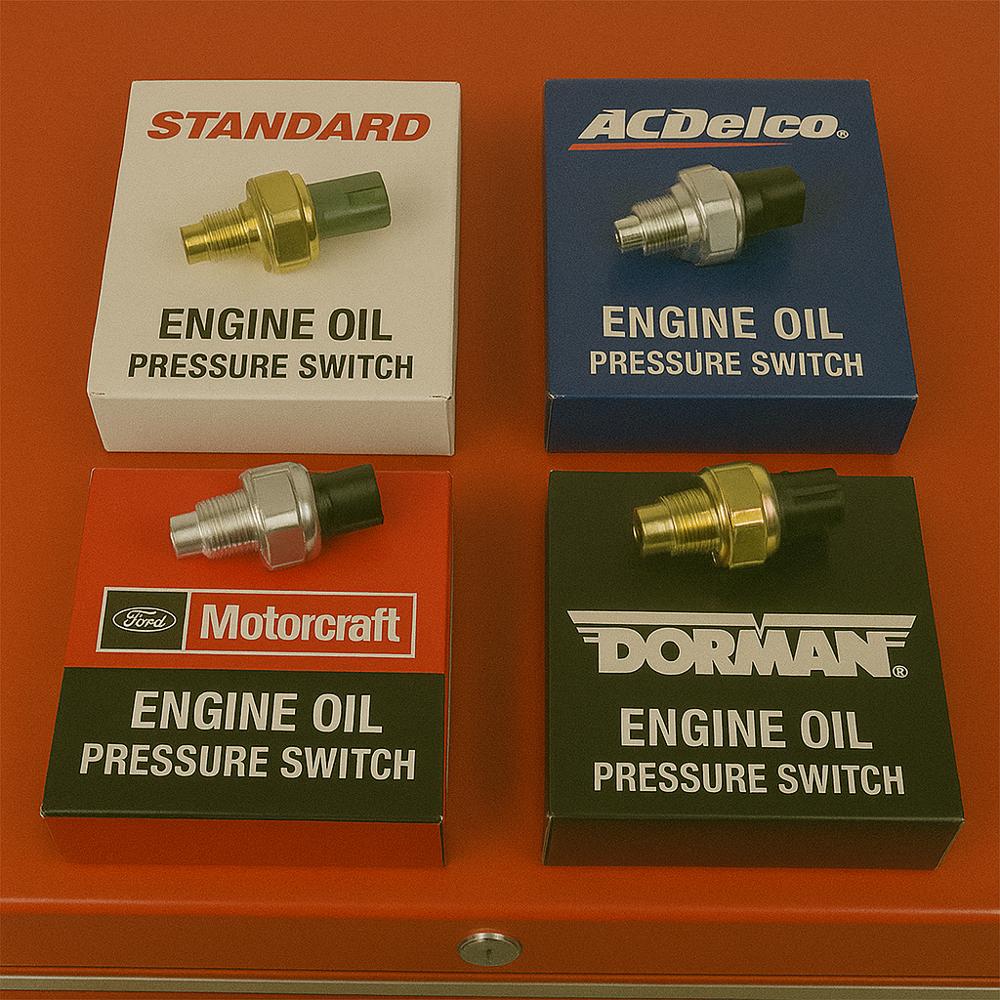 STANDARD
ENGINE OIL
PRESSURE SWITCH
ACDelco®
ENGINE OIL
PRESSURE SWITCH
Ford Motorcraft
ENGINE OIL
PRESSURE SWITCH
DORMAN®
ENGINE OIL
PRESSURE SWITCH